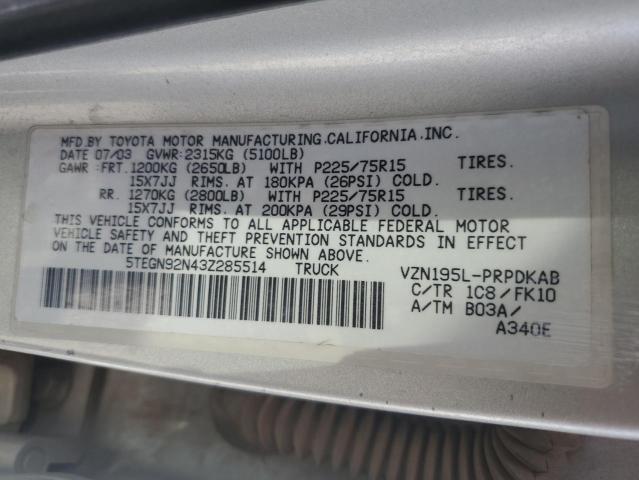 MFD.BY TOYOTA MOTOR MANUFACTURING.CALIFORNIA.INC.
DATE 07/03 GVWR:2315KG (5100LB)
GAWR: FRT. 1200KG (2650LB) WITH P225/75R15 TIRES.
15X7JJ RIMS. AT 180KPA (26PSI) COLD.
RR. 1270KG (2800LB) WITH P225/75R15 TIRES.
15X7JJ RIMS. AT 200KPA (29PSI) COLD.
THIS VEHICLE CONFORMS TO ALL APPLICABLE FEDERAL MOTOR
VEHICLE SAFETY AND THEFT PREVENTION STANDARDS IN EFFECT
ON THE DATE OF MANUFACTURE SHOWN ABOVE.
5TEGN92N43Z285514 TRUCK VZN195L-PRPDKAB
C/TR 1C8/FK10
A/TM B03A/
A340E